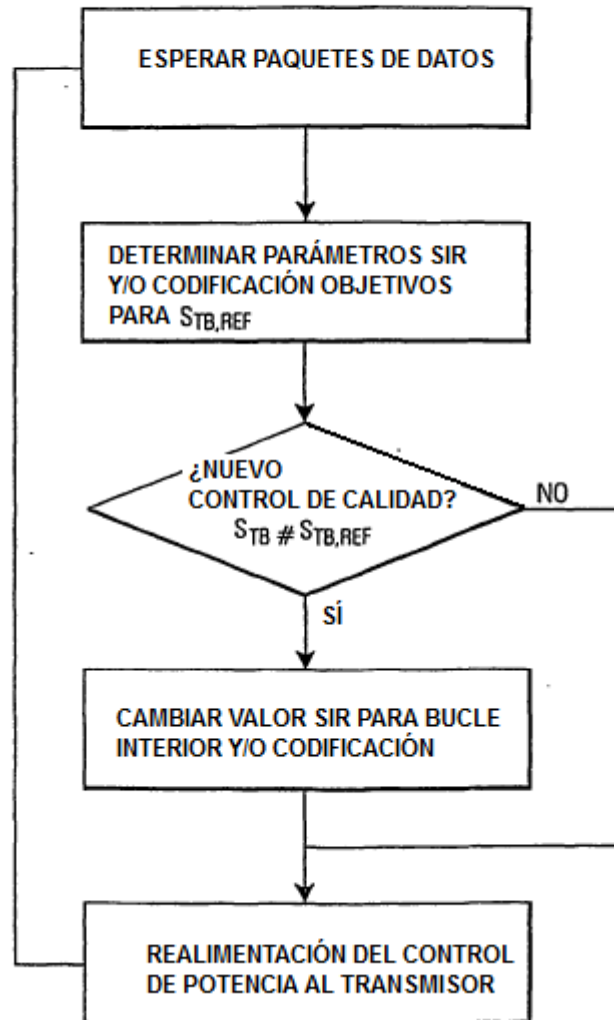 ESPERAR PAQUETES DE DATOS
DETERMINAR PARÁMETROS SIR
Y/O CODIFICACIÓN OBJETIVOS
PARA STB,REF
¿NUEVO
CONTROL DE CALIDAD?
STB # STB,REF
NO
SÍ
CAMBIAR VALOR SIR PARA BUCLE
INTERIOR Y/O CODIFICACIÓN
REALIMENTACIÓN DEL CONTROL
DE POTENCIA AL TRANSMISOR